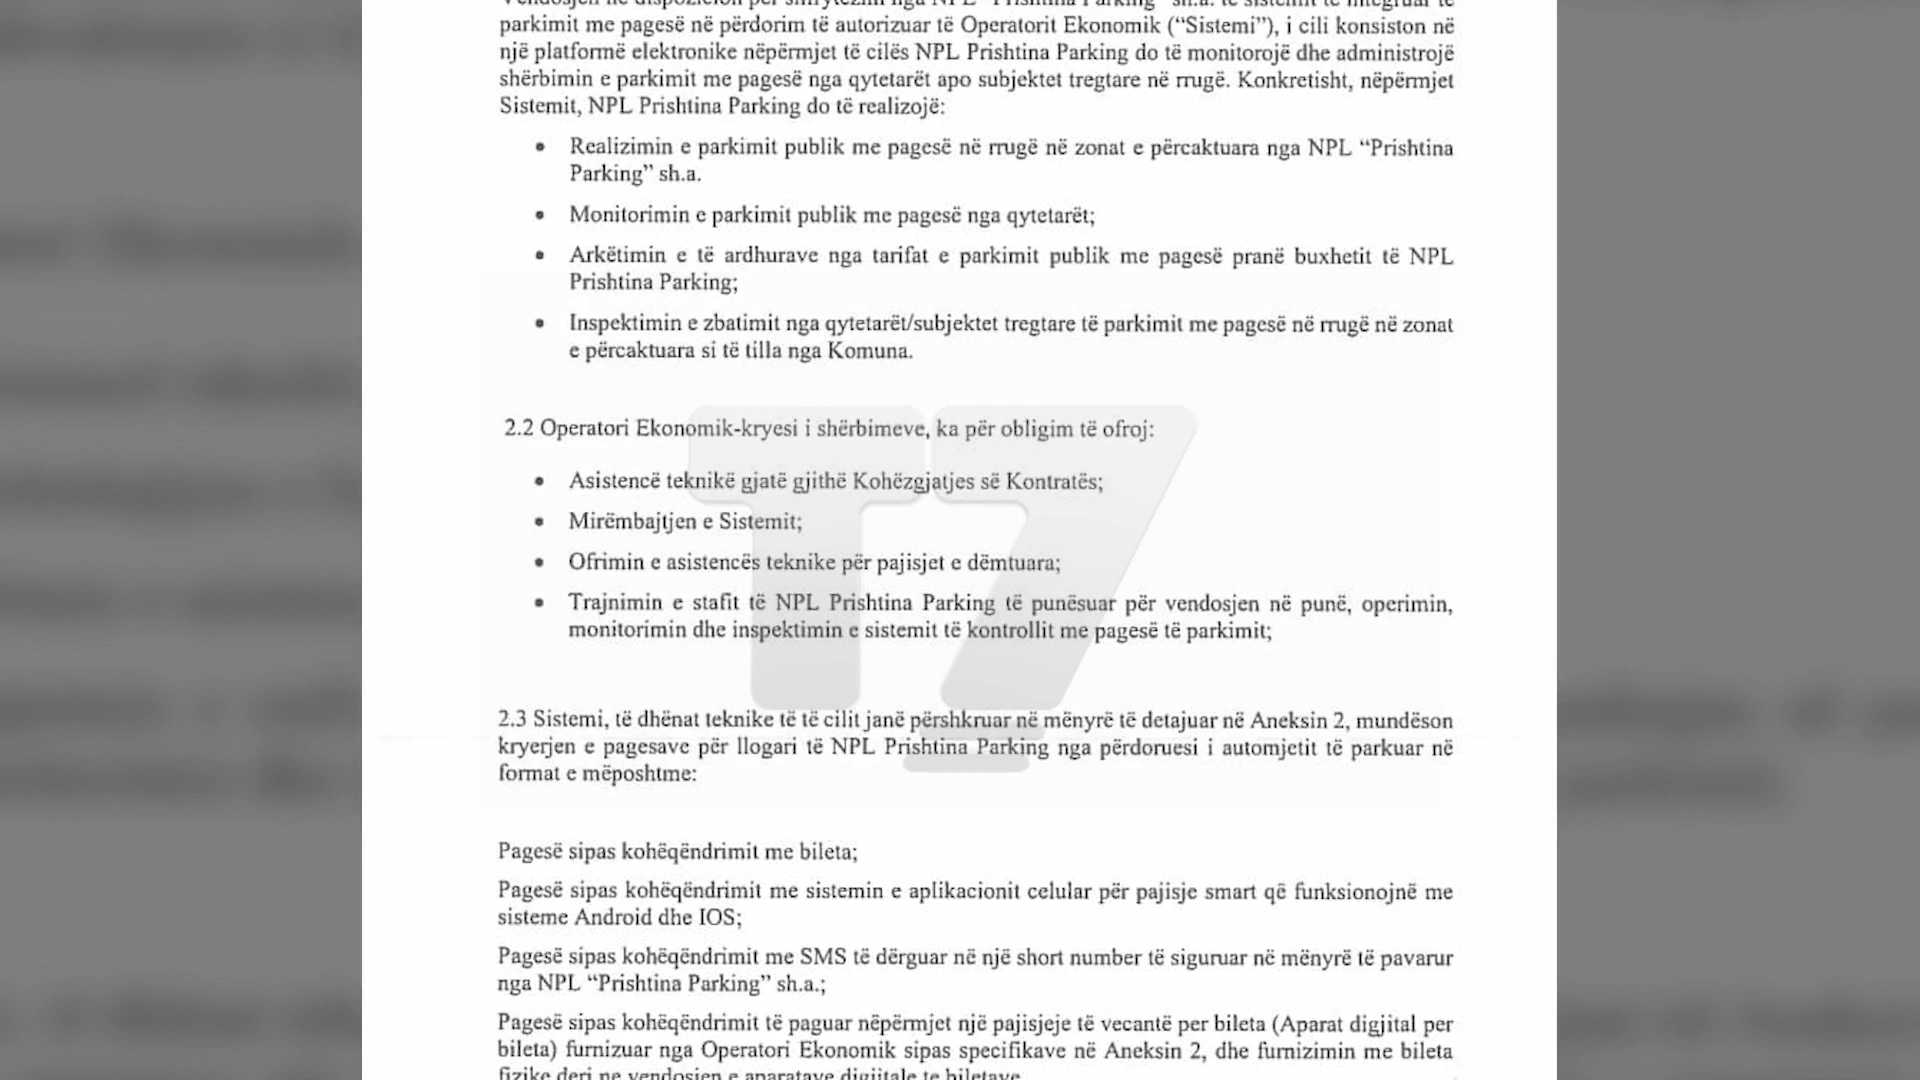 parkimit me pagesë në përdorim të autorizuar të Operatorit Ekonomik (“Sistemi”), i cili konsiston në
një platformë elektronike nëpërmjet të cilës NPL Prishtina Parking do të monitorojë dhe administrojë
shërbimin e parkimit me pagesë nga qytetarët apo subjektet tregtare në rrugë. Konkretisht, nëpërmjet
Sistemit, NPL Prishtina Parking do të realizojë:
• Realizimin e parkimit publik me pagesë në rrugë në zonat e përcaktuara nga NPL “Prishtina
Parking” sh.a.
• Monitorimin e parkimit publik me pagesë nga qytetarët;
• Arkëtimin e të ardhurave nga tarifat e parkimit publik me pagesë pranë buxhetit të NPL
Prishtina Parking;
• Inspektimin e zbatimit nga qytetarët/subjektet tregtare të parkimit me pagesë në rrugë në zonat
e përcaktuara si të tilla nga Komuna.
2.2 Operatori Ekonomik-kryesi i shërbimeve, ka për obligim të ofroj:
• Asistencë teknikë gjatë gjithë Kohëzgjatjes së Kontratës;
• Mirëmbajtjen e Sistemit;
• Ofrimin e asistencës teknike për pajisjet e dëmtuara;
• Trajnimin e stafit të NPL Prishtina Parking të punësuar për vendosjen në punë, operimin,
monitorimin dhe inspektimin e sistemit të kontrollit me pagesë të parkimit;
T7
2.3 Sistemi, të dhënat teknike të të cilit janë përshkruar në mënyrë të detajuar në Aneksin 2, mundëson
kryerjen e pagesave për llogari të NPL Prishtina Parking nga përdoruesi i automjetit të parkuar në
format e mëposhtme:
Pagesë sipas kohëqëndrimit me bileta;
Pagesë sipas kohëqëndrimit me sistemin e aplikacionit celular për pajisje smart që funksionojnë me
sisteme Android dhe IOS;
Pagesë sipas kohëqëndrimit me SMS të dërguar në një short number të siguruar në mënyrë të pavarur
nga NPL “Prishtina Parking” sh.a.;
Pagesë sipas kohëqëndrimit të paguar nëpërmjet një pajisjeje të vecantë per bileta (Aparat digjital per
bileta) furnizuar nga Operatori Ekonomik sipas specifikave në Aneksin 2, dhe furnizimin me bileta
fizike deri ne vendosjen e aparatave digjitale te biletave